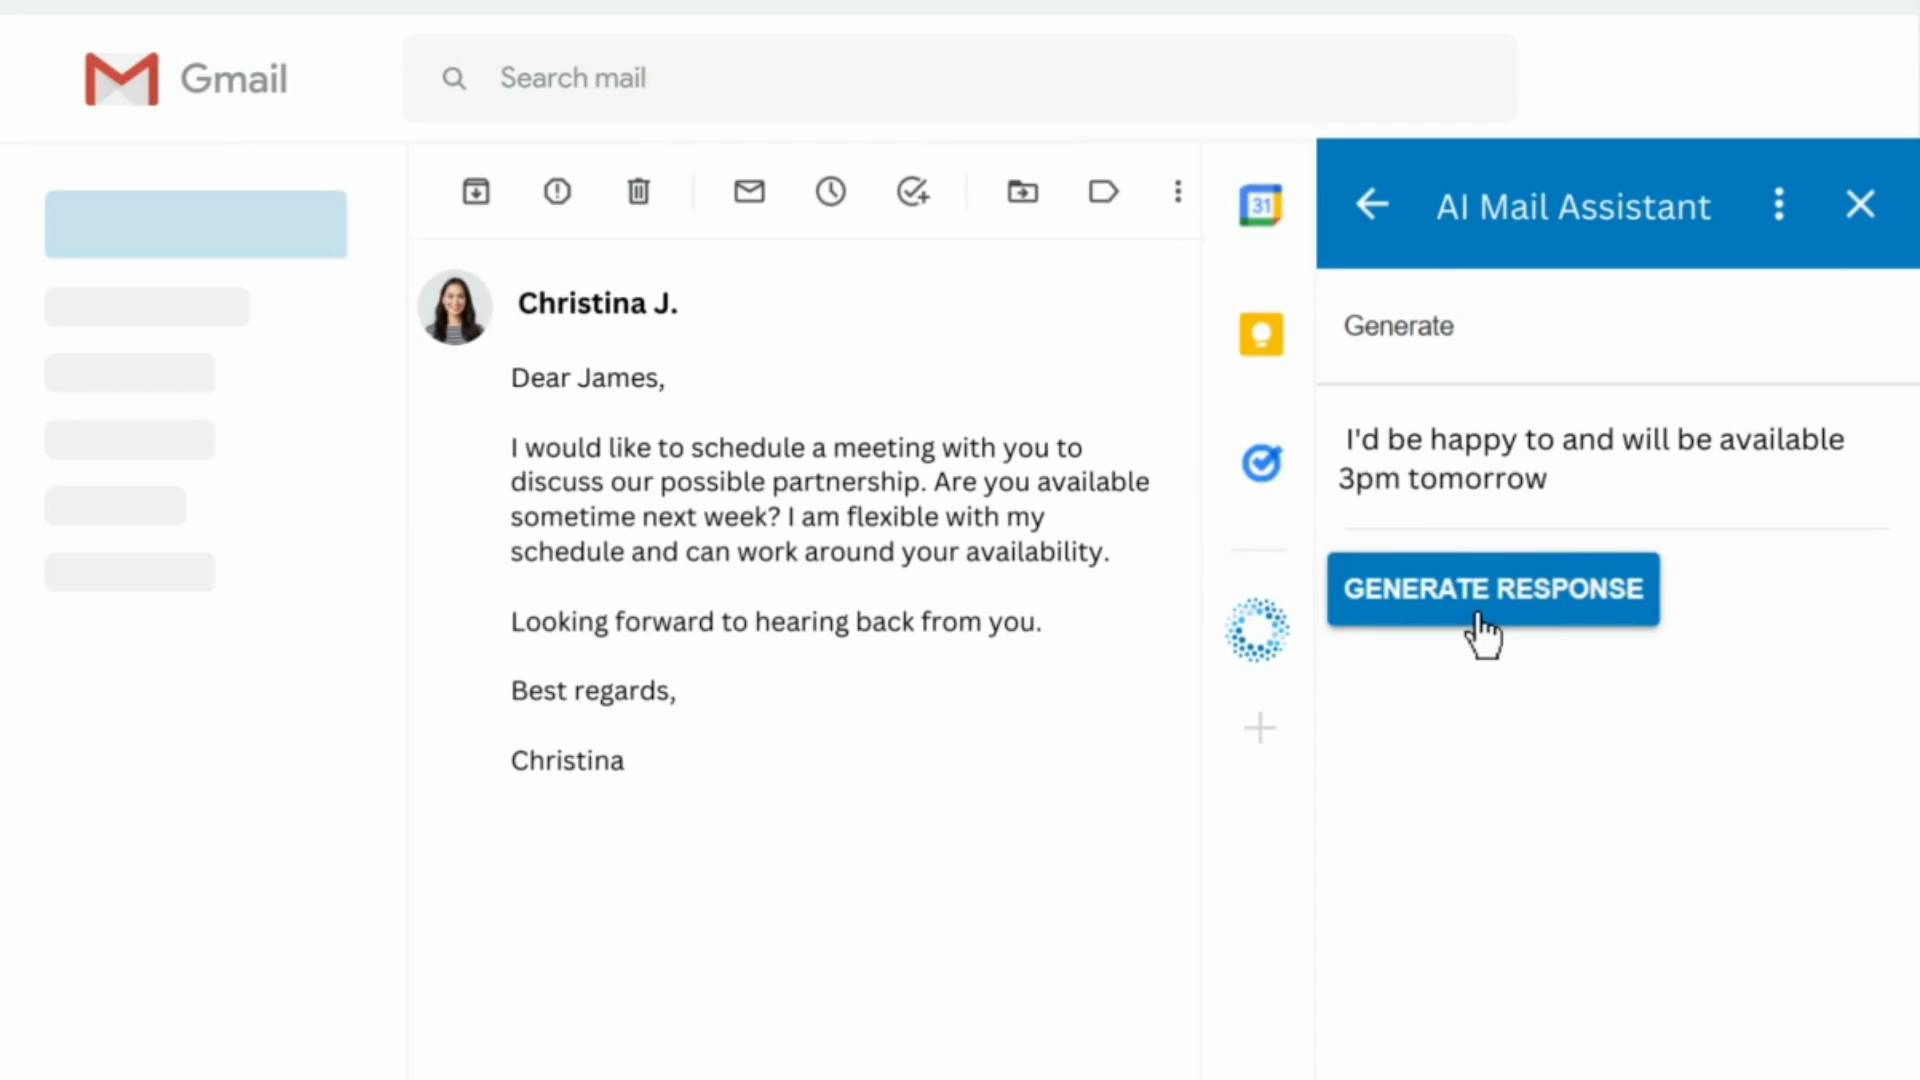 Gmail
Search mail
31
AI Mail Assistant
Christina J.
Dear James,
I would like to schedule a meeting with you to
discuss our possible partnership. Are you available
sometime next week? I am flexible with my
schedule and can work around your availability.
Looking forward to hearing back from you.
Best regards,
Christina
Generate
I'd be happy to and will be available
3pm tomorrow
GENERATE RESPONSE